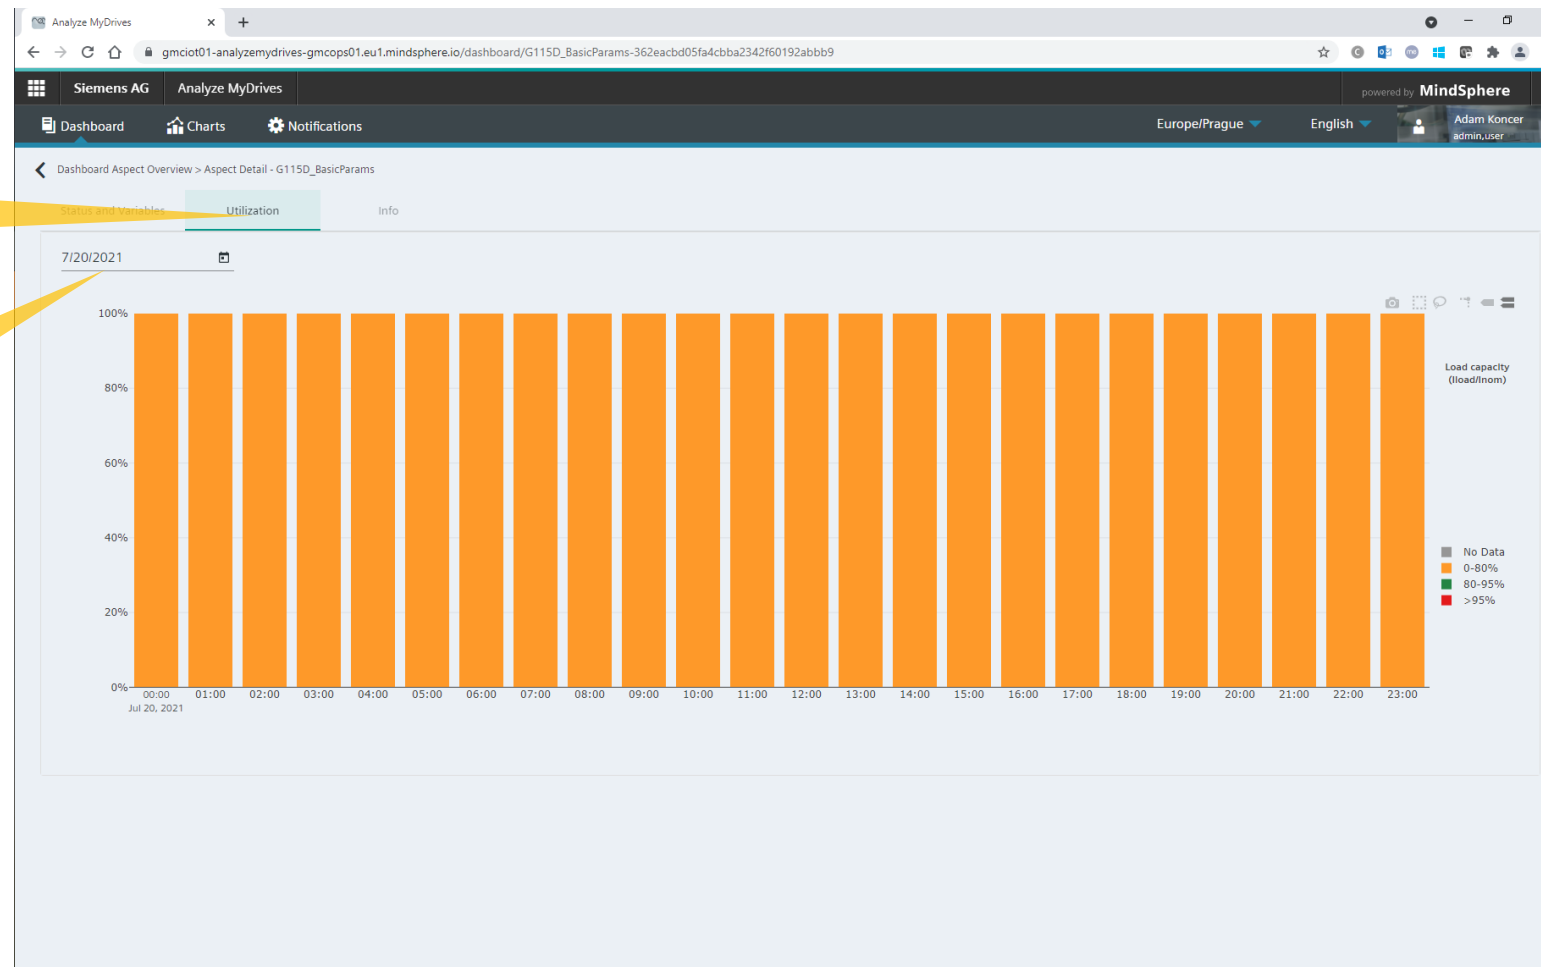 Analyze MyDrives
gmciot01-analyzemydrives-gmcops01.eu1.mindsphere.io/dashboard/G115D_BasicParams-362eacbd05fa4cbba2342f60192abbb9
Siemens AG Analyze MyDrives powered by MindSphere
Dashboard Charts Notifications Europe/Prague English Adam Koncer
admin,user
Dashboard Aspect Overview > Aspect Detail - G115D_BasicParams
Status and Variables Utilization Info
7/20/2021
100%
80%
60%
40%
20%
0%
Load capacity
(Iload/Inom)
No Data
0-80%
80-95%
>95%
00:00 01:00 02:00 03:00 04:00 05:00 06:00 07:00 08:00 09:00 10:00 11:00 12:00 13:00 14:00 15:00 16:00 17:00 18:00 19:00 20:00 21:00 22:00 23:00
Jul 20, 2021